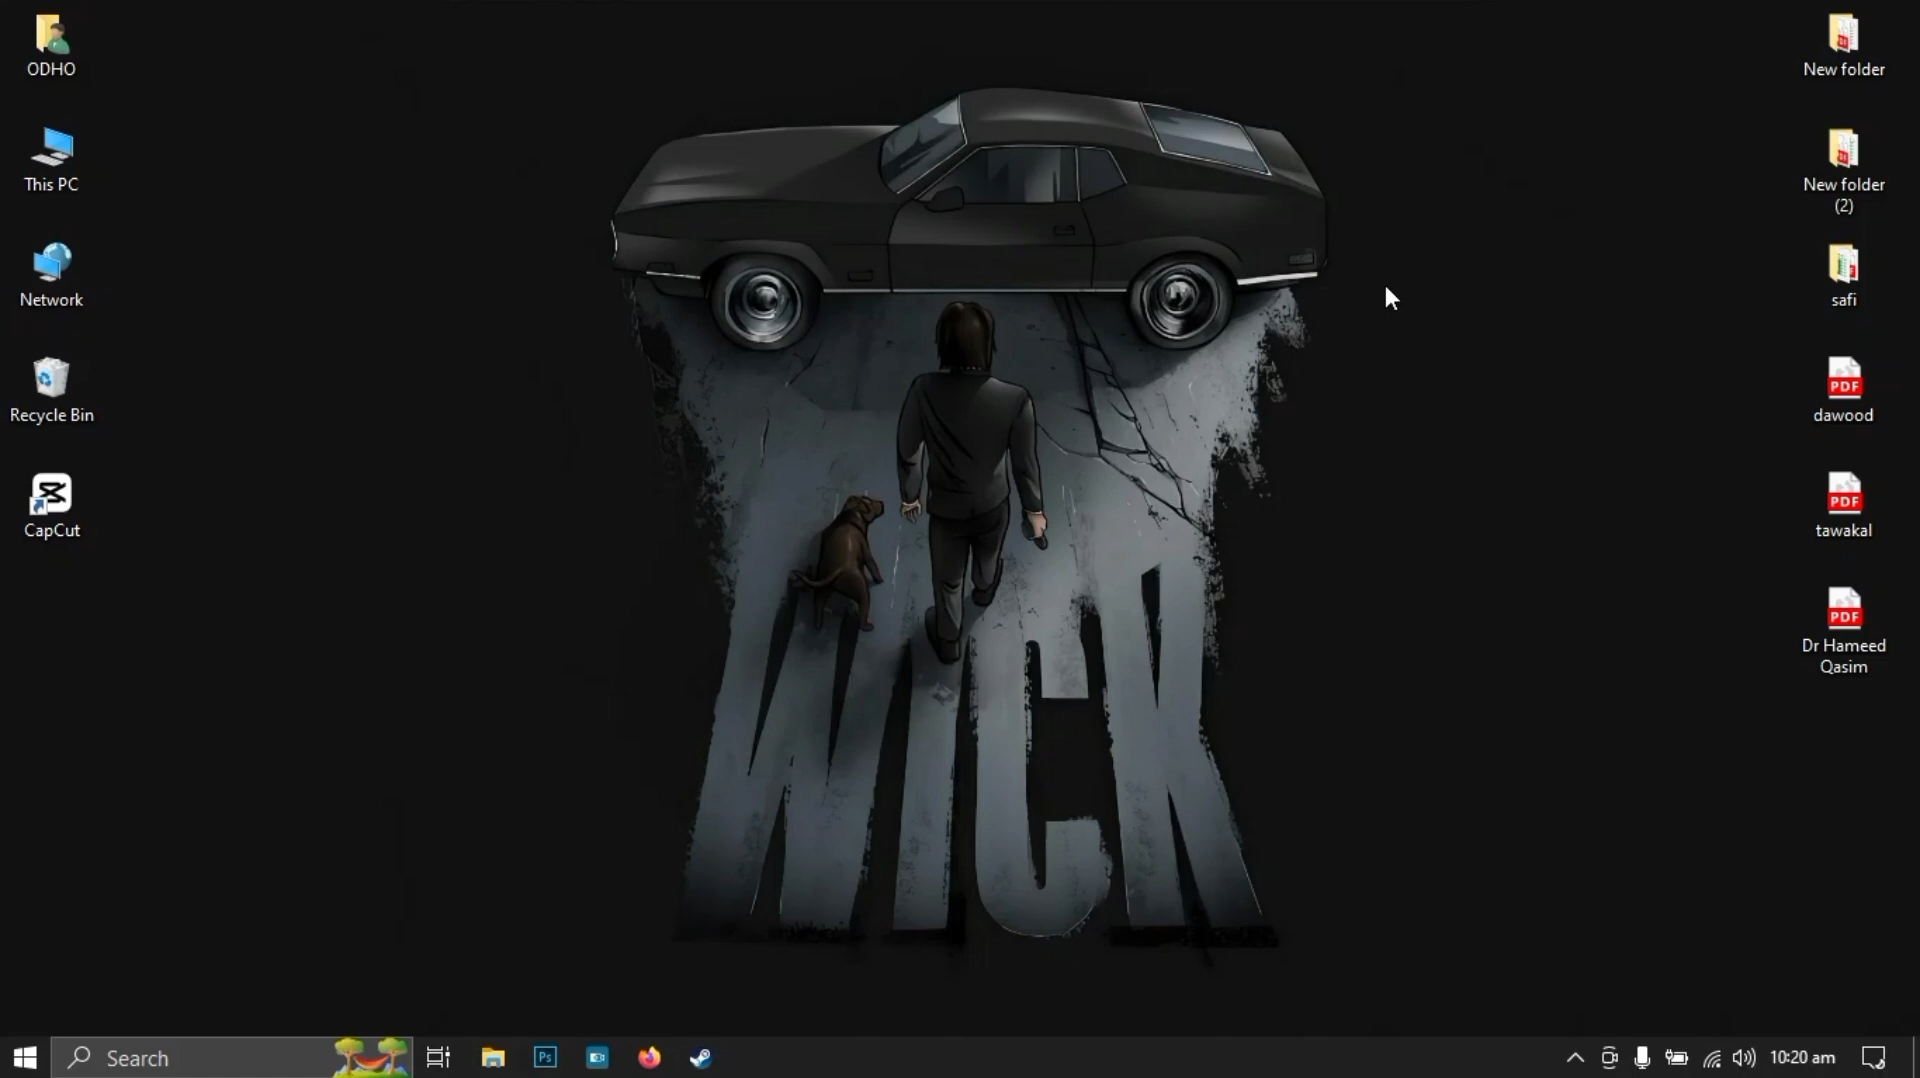 ODHO
This PC
Network
Recycle Bin
CapCut
New folder
New folder
(2)
safi
PDF
dawood
PDF
tawakal
PDF
Dr Hameed
Qasim
WICK
Search
Ps
10:20 am